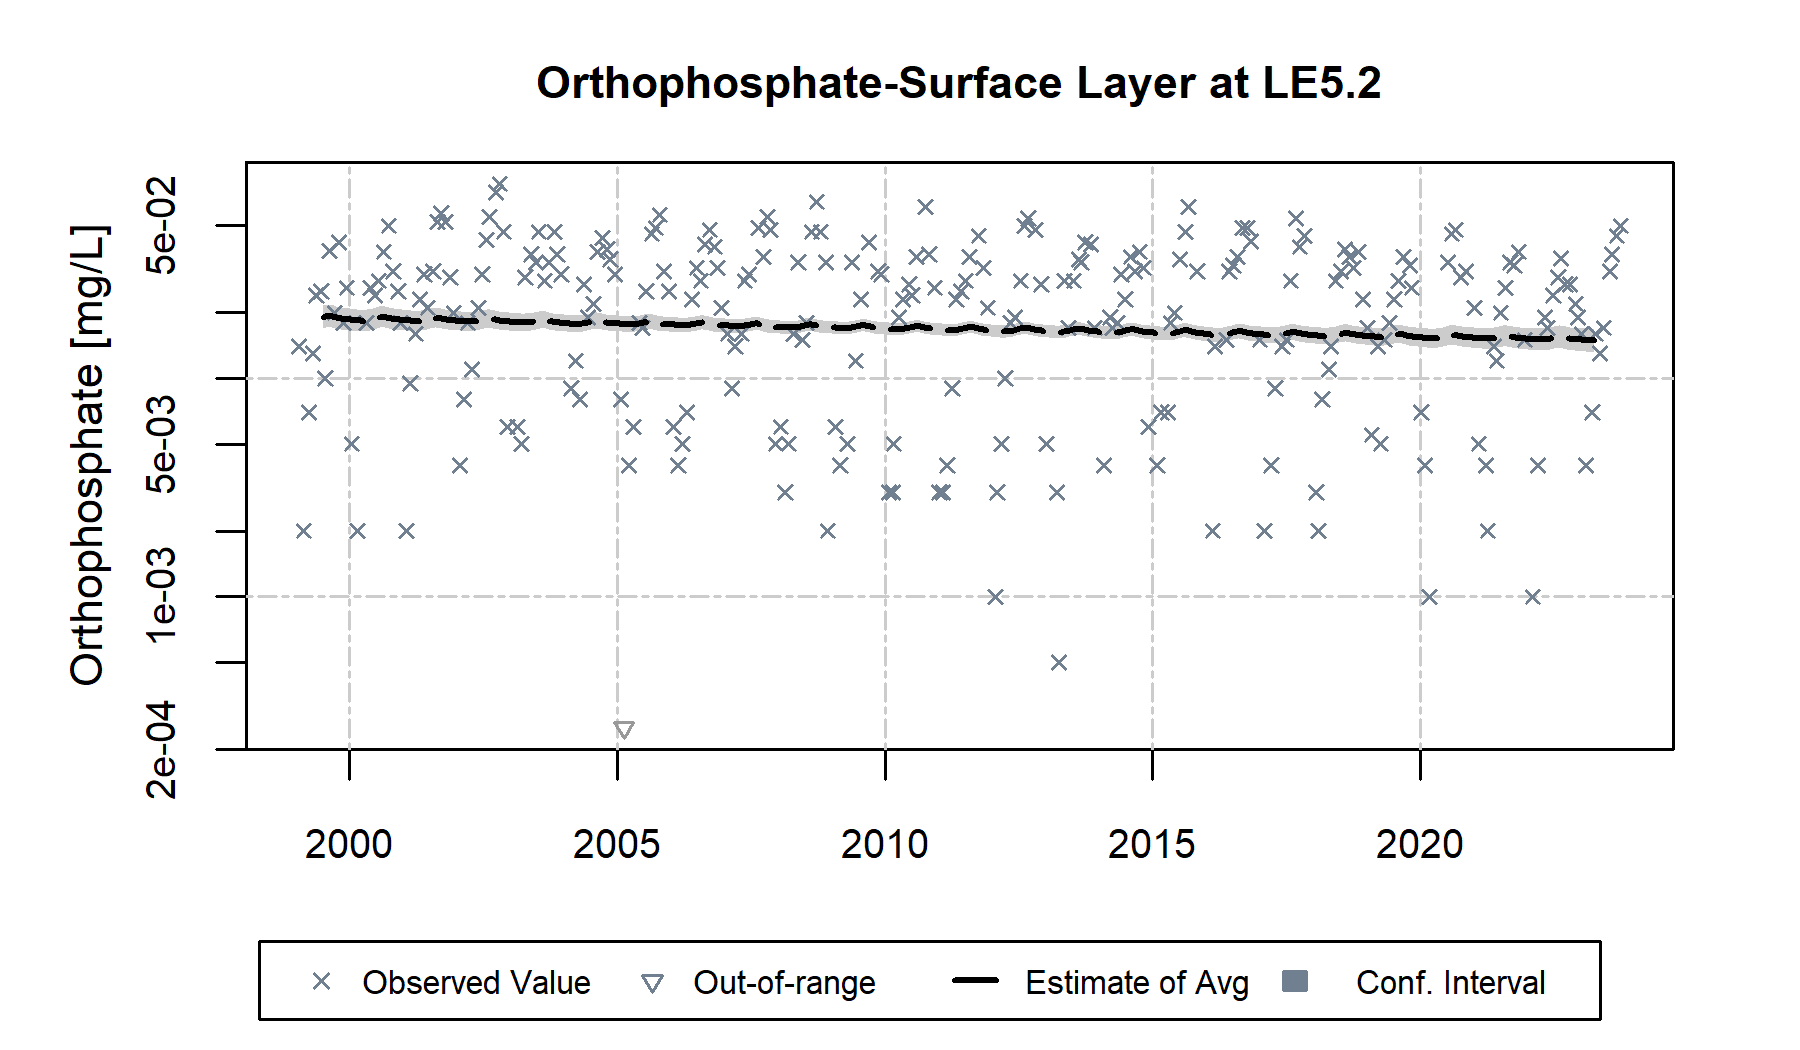 Orthophosphate-Surface Layer at LE5.2
Orthophosphate [mg/L]
5e-02
5e-03
1e-03
2e-04
2000 2005 2010 2015 2020
Observed Value Out-of-range Estimate of Avg Conf. Interval